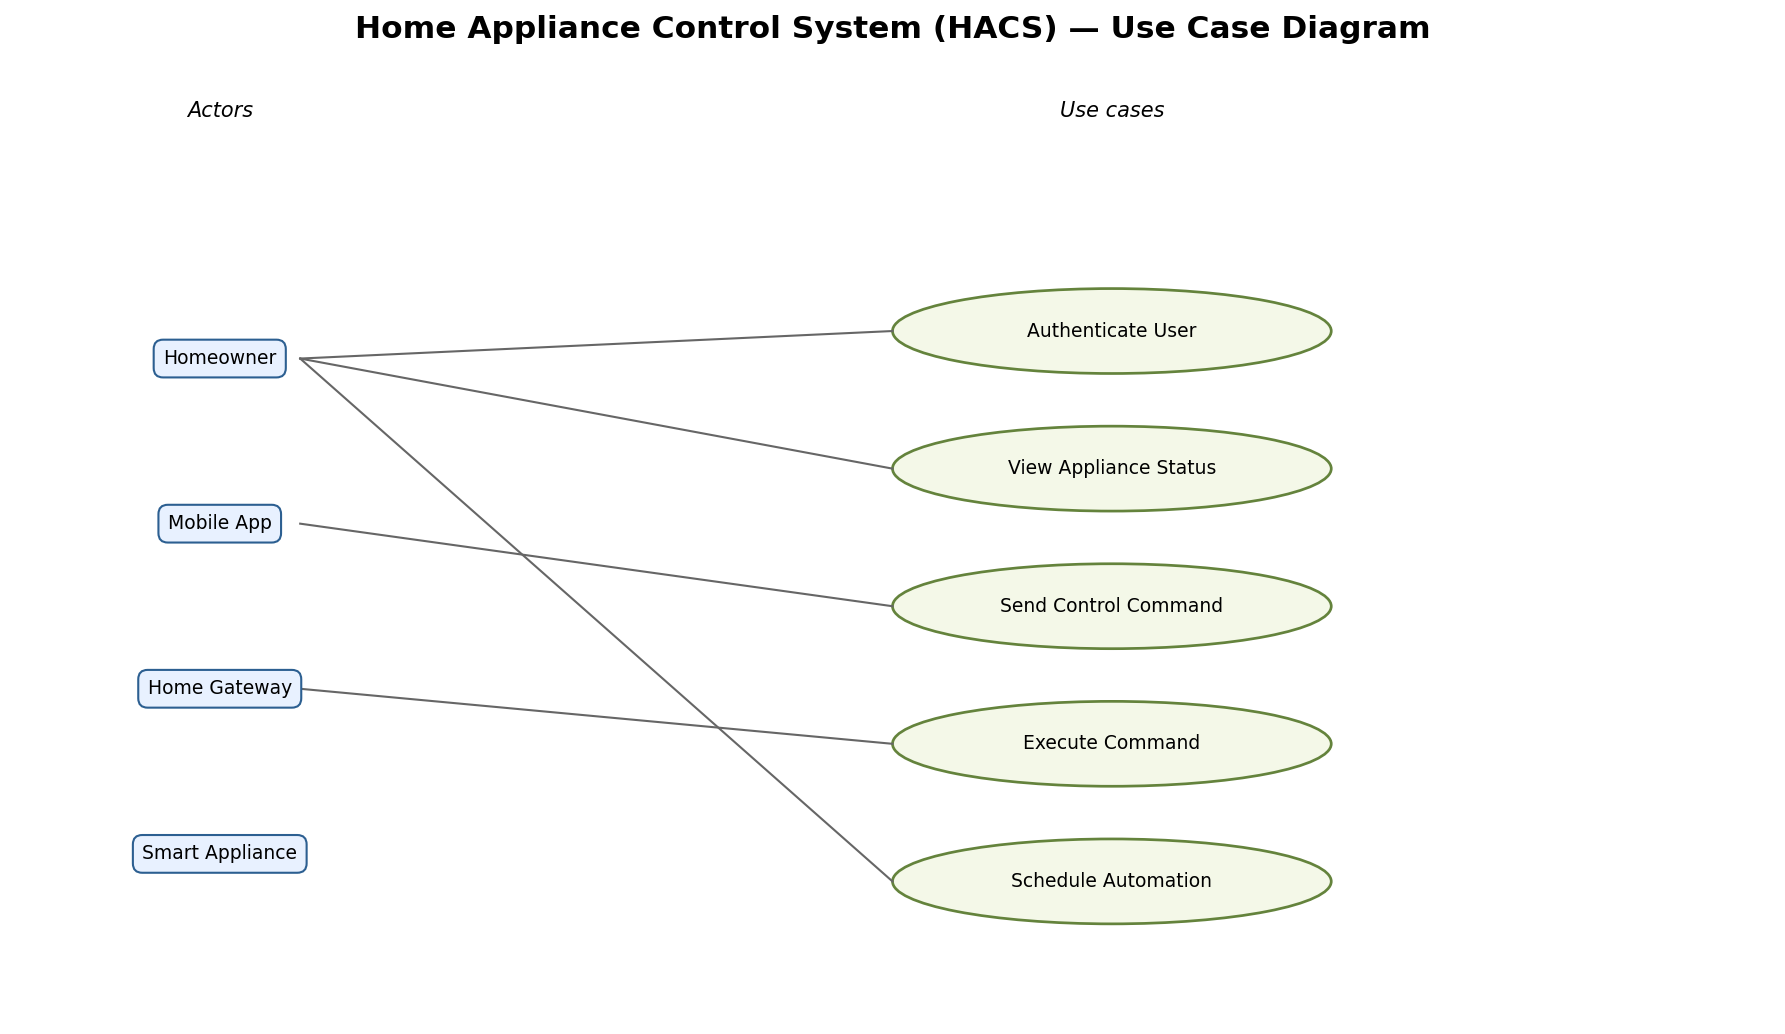 Home Appliance Control System (HACS) — Use Case Diagram
Actors
Use cases
Homeowner
Mobile App
Home Gateway
Smart Appliance
Authenticate User
View Appliance Status
Send Control Command
Execute Command
Schedule Automation